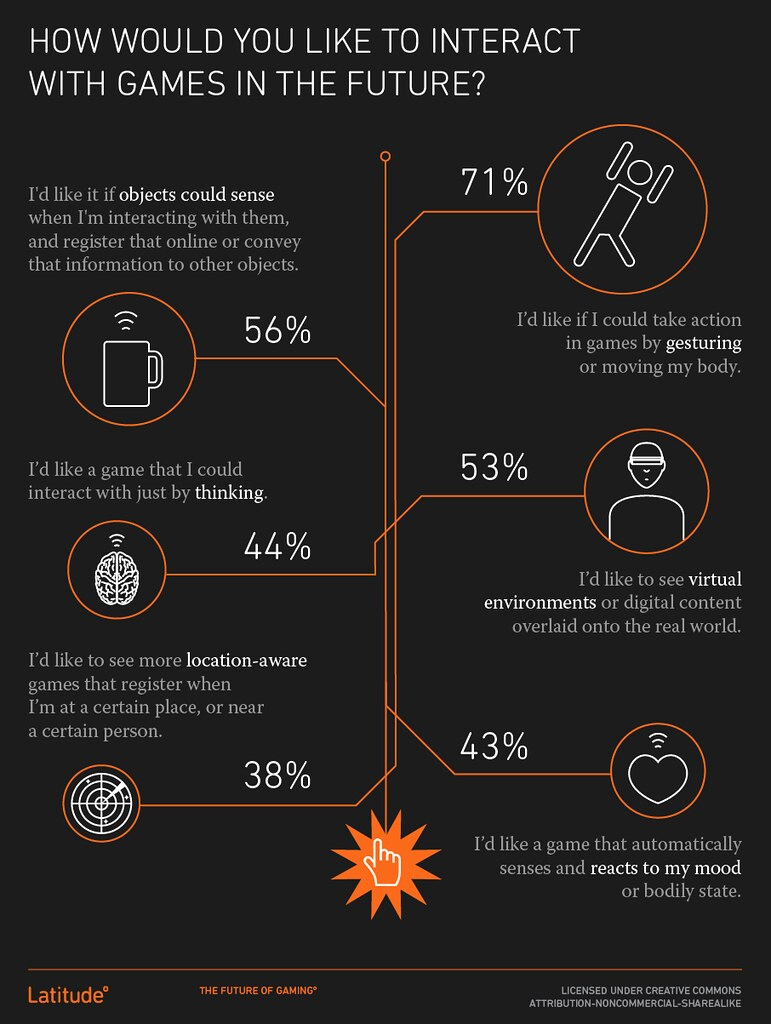 HOW WOULD YOU LIKE TO INTERACT
WITH GAMES IN THE FUTURE?
71%
I'd like if I could take action
in games by gesturing
or moving my body.
I'd like it if objects could sense
when I'm interacting with them,
and register that online or convey
that information to other objects.
56%
53%
I'd like to see virtual
environments or digital content
overlaid onto the real world.
I'd like a game that I could
interact with just by thinking.
44%
43%
I'd like a game that automatically
senses and reacts to my mood
or bodily state.
I'd like to see more location-aware
games that register when
I'm at a certain place, or near
a certain person.
38%
Latitude°
THE FUTURE OF GAMING°
LICENSED UNDER CREATIVE COMMONS
ATTRIBUTION-NONCOMMERCIAL-SHAREALIKE